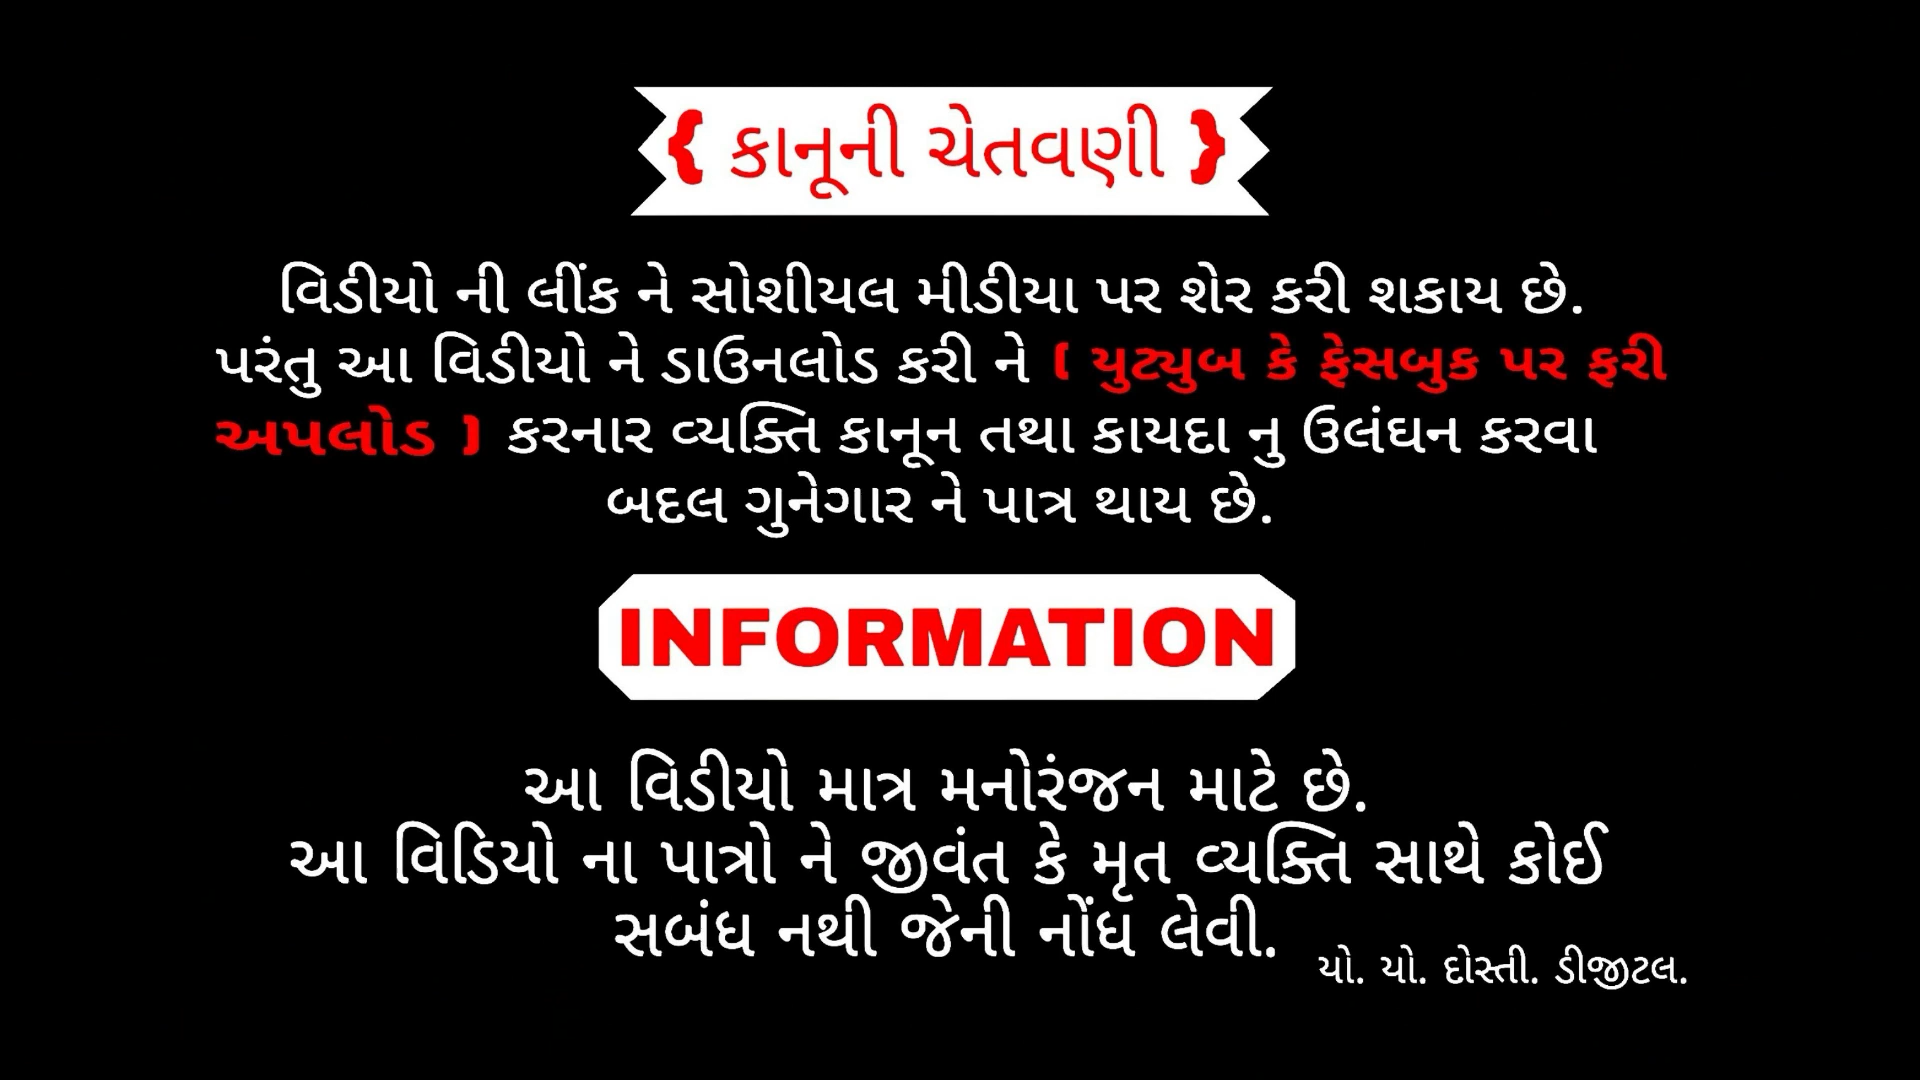 { કાનૂની ચેતવણી }
વિડીયો ની લીંક ને સોશીયલ મીડીયા પર શેર કરી શકાય છે.
પરંતુ આ વિડીયો ને ડાઉનલોડ કરી ને ( યુટ્યુબ કે ફેસબુક પર ફરી
અપલોડ ) કરનાર વ્યક્તિ કાનૂન તથા કાયદા નુ ઉલંઘન કરવા
બદલ ગુનેગાર ને પાત્ર થાય છે.
INFORMATION
આ વિડીયો માત્ર મનોરંજન માટે છે.
આ વિડિયો ના પાત્રો ને જીવંત કે મૃત વ્યક્તિ સાથે કોઈ
સબંધ નથી જેની નોંધ લેવી.
યો. યો. દોસ્તી. ડીજીટલ.